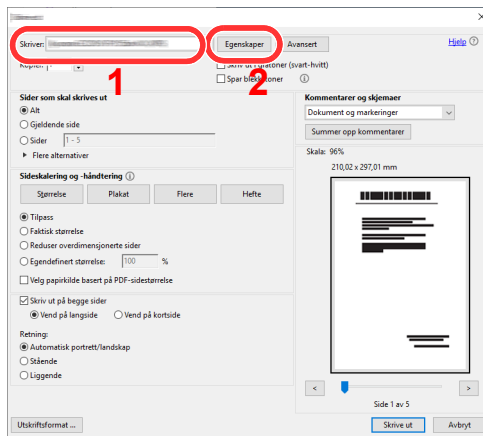 Skriver:
Egenskaper
Avansert
Hjelp
Kopier:
Skriv ut i gråtoner (svart-hvitt)
Spar blekk/toner
1
2
Sider som skal skrives ut
Alt
Gjeldende side
Sider 1 - 5
Flere alternativer
Sideskalering og -håndtering
Størrelse Plakat Flere Hefte
Tilpass
Faktisk størrelse
Reduser overdimensjonerte sider
Egendefinert størrelse: 100 %
Velg papirkilde basert på PDF-sidestørrelse
Skriv ut på begge sider
Vend på langside Vend på kortside
Retning:
Automatisk portrett/landskap
Stående
Liggende
Kommentarer og skjemaer
Dokument og markeringer
Summer opp kommentarer
Skala: 96%
210,02 x 297,01 mm
< >
Side 1 av 5
Utskriftsformat ...
Skrive ut
Avbryt